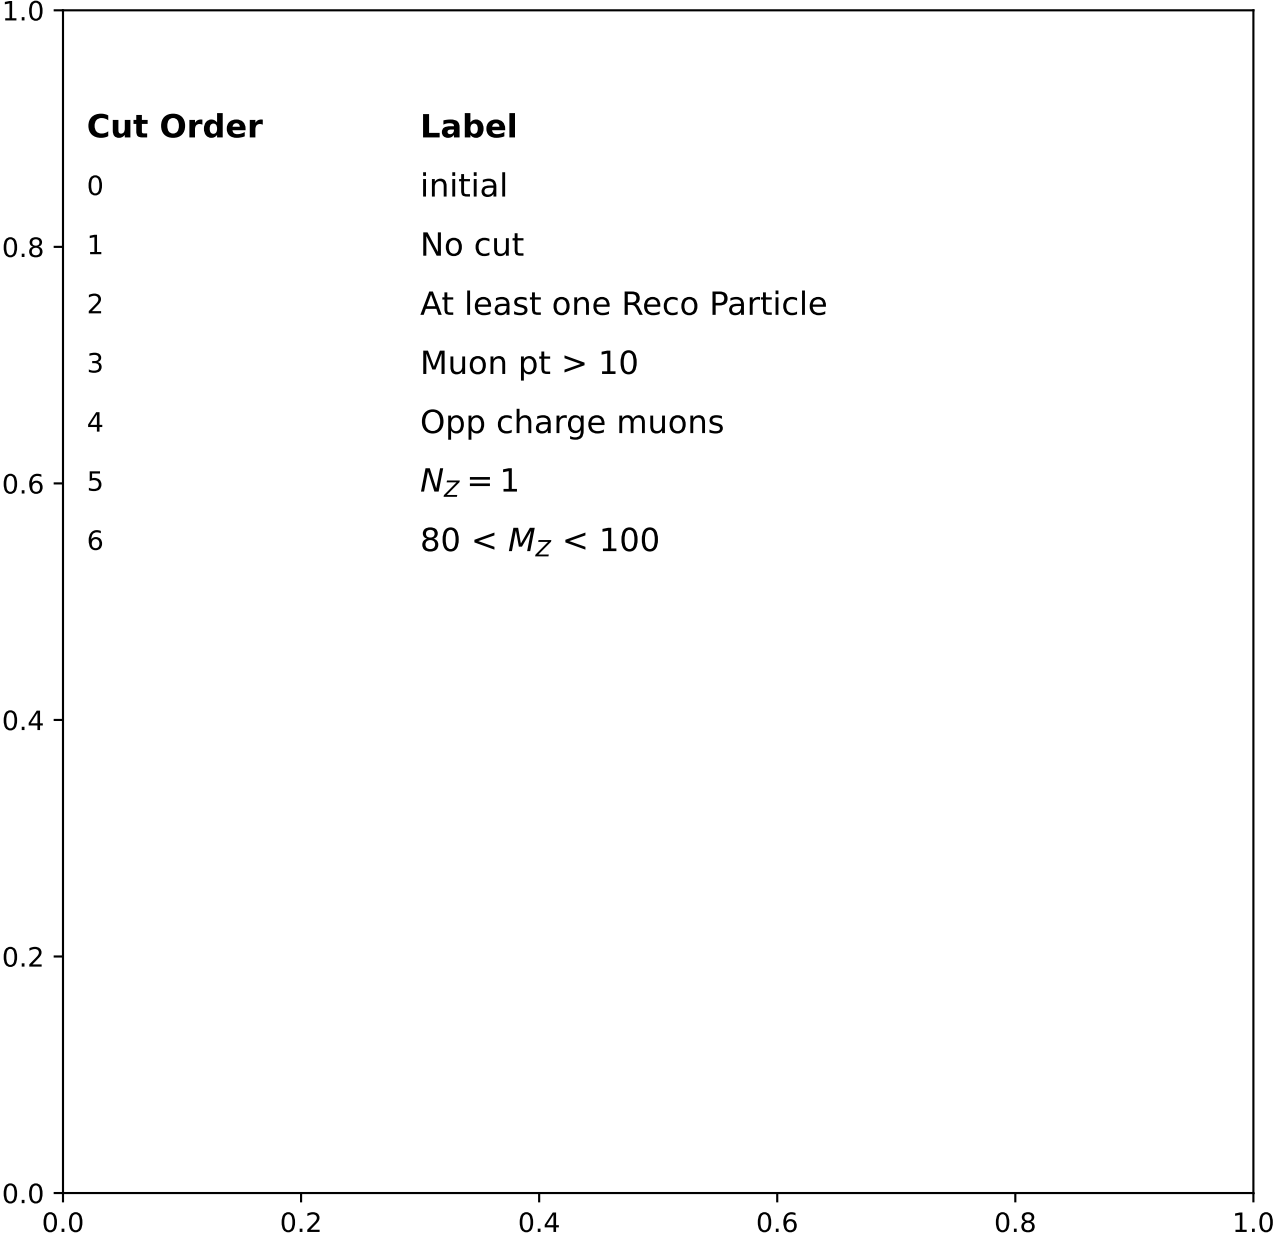 1.0
Cut Order Label
0 initial
0.8
1 No cut
2 At least one Reco Particle
3 Muon pt > 10
4 Opp charge muons
0.6
5 N_Z = 1
6 80 < M_Z < 100
0.4
0.2
0.0
0.0 0.2 0.4 0.6 0.8 1.0